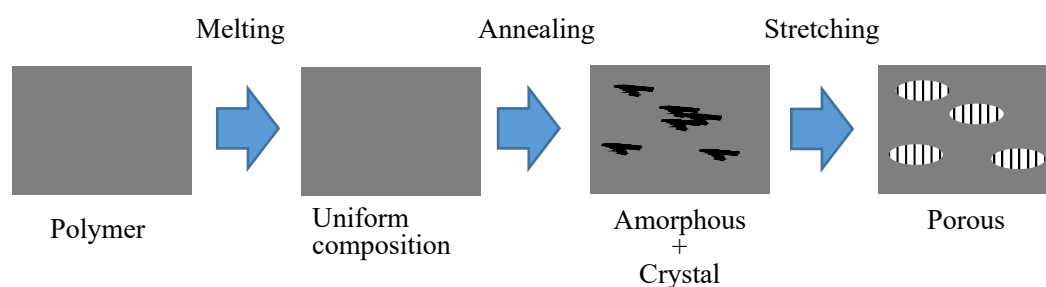 Melting
Annealing
Stretching
Polymer
Uniform
composition
Amorphous
+
Crystal
Porous